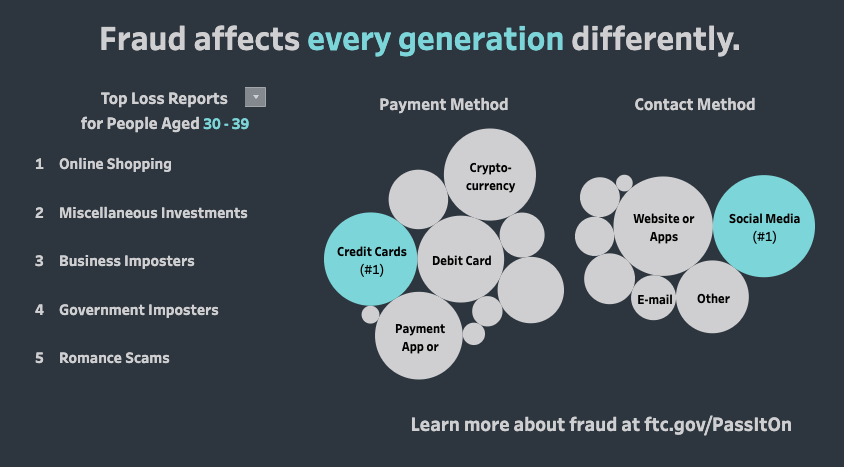 Fraud affects every generation differently.
Top Loss Reports
for People Aged 30 - 39
1 Online Shopping
2 Miscellaneous Investments
3 Business Imposters
4 Government Imposters
5 Romance Scams
Payment Method
Crypto-
currency
Credit Cards
(#1)
Debit Card
Payment
App or
Contact Method
Website or
Apps
Social Media
(#1)
E-mail
Other
Learn more about fraud at ftc.gov/PassItOn